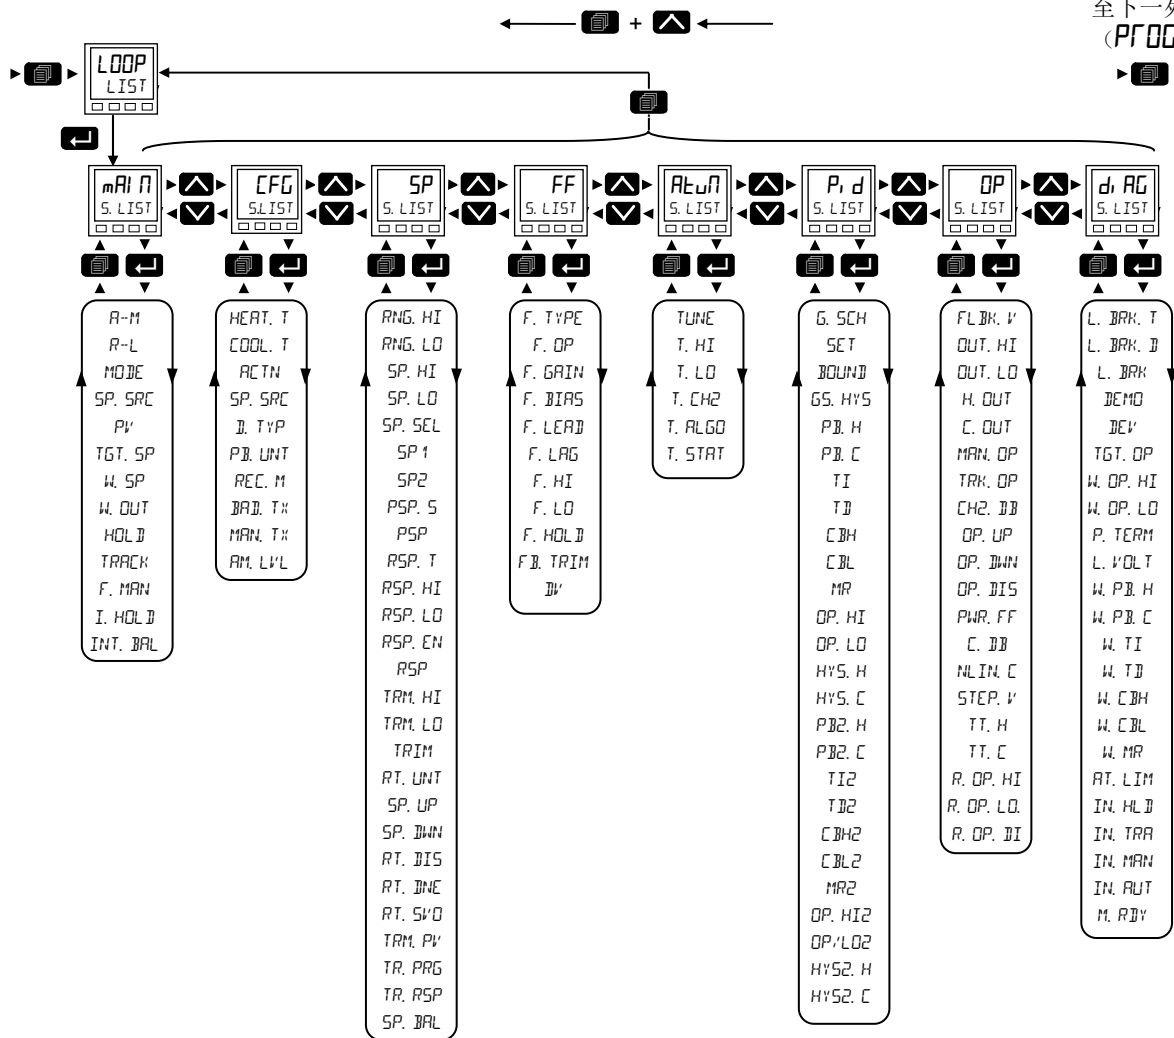 +
至下一列
(PrOG
LOOP
LIST
mAIN
S. LIST
CFG
S.LIST
SP
S. LIST
FF
S. LIST
AtuN
S. LIST
Pid
S. LIST
OP
S. LIST
diAG
S. LIST
A-M
R-L
MODE
SP. SRC
PV
TGT. SP
W. SP
W. OUT
HOLD
TRACK
F. MAN
I. HOLD
INT. BAL
HEAT. T
COOL. T
ACTN
SP. SRC
D. TYP
PB. UNT
REC. M
BAD. TX
MAN. TX
AM. LVL
RNG. HI
RNG. LO
SP. HI
SP. LO
SP. SEL
SP1
SP2
PSP. S
PSP
RSP. T
RSP. HI
RSP. LO
RSP. EN
RSP
TRM. HI
TRM. LO
TRIM
RT. UNT
SP. UP
SP. DWN
RT. DIS
RT. DNE
RT. SVO
TRM. PV
TR. PRG
TR. RSP
SP. BAL
F. TYPE
F. OP
F. GAIN
F. BIAS
F. LEAD
F. LAG
F. HI
F. LO
F. HOLD
FB. TRIM
DV
TUNE
T. HI
T. LO
T. CH2
T. ALGO
T. STAT
G. SCH
SET
BOUND
GS. HYS
PB. H
PB. C
TI
TD
CBH
CBL
MR
OP. HI
OP. LO
HYS. H
HYS. C
PB2. H
PB2. C
TI2
TD2
CBH2
CBL2
MR2
OP. HI2
OP/LO2
HYS2. H
HYS2. C
FLBK. V
OUT. HI
OUT. LO
H. OUT
C. OUT
MAN. OP
TRK. OP
CH2. DB
OP. UP
OP. DWN
OP. DIS
PWR. FF
C. DB
NLIN. C
STEP. V
TT. H
TT. C
R. OP. HI
R. OP. LO.
R. OP. DI
L. BRK. T
L. BRK. D
L. BRK
DEMO
DEV
TGT. OP
W. OP. HI
W. OP. LO
P. TERM
L. VOLT
W. PB. H
W. PB. C
W. TI
W. TD
W. CBH
W. CBL
W. MR
AT. LIM
IN. HLD
IN. TRA
IN. MAN
IN. AUT
M. RDY